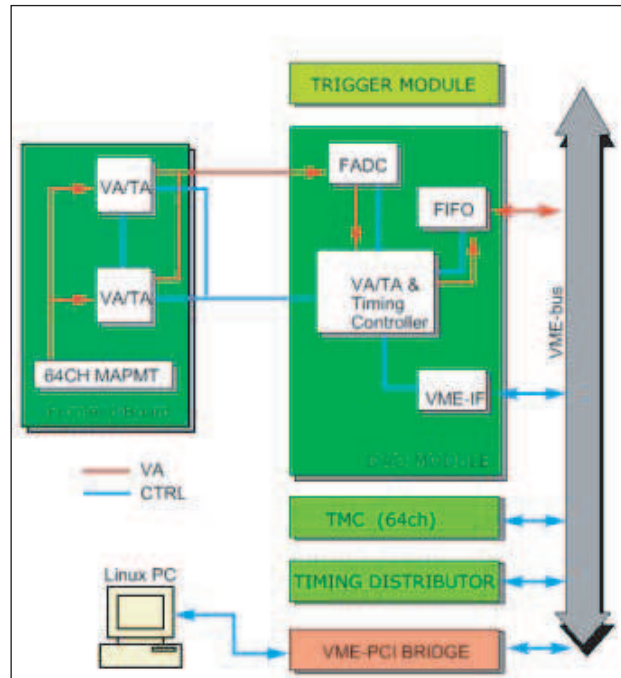 TRIGGER MODULE
VA/TA
FADC
FIFO
VA/TA
VA/TA &
Timing
Controller
64CH MAPMT
VME-IF
VME-bus
MODULE
VA
CTRL
TMC (64ch)
Linux PC
TIMING DISTRIBUTOR
VME-PCI BRIDGE